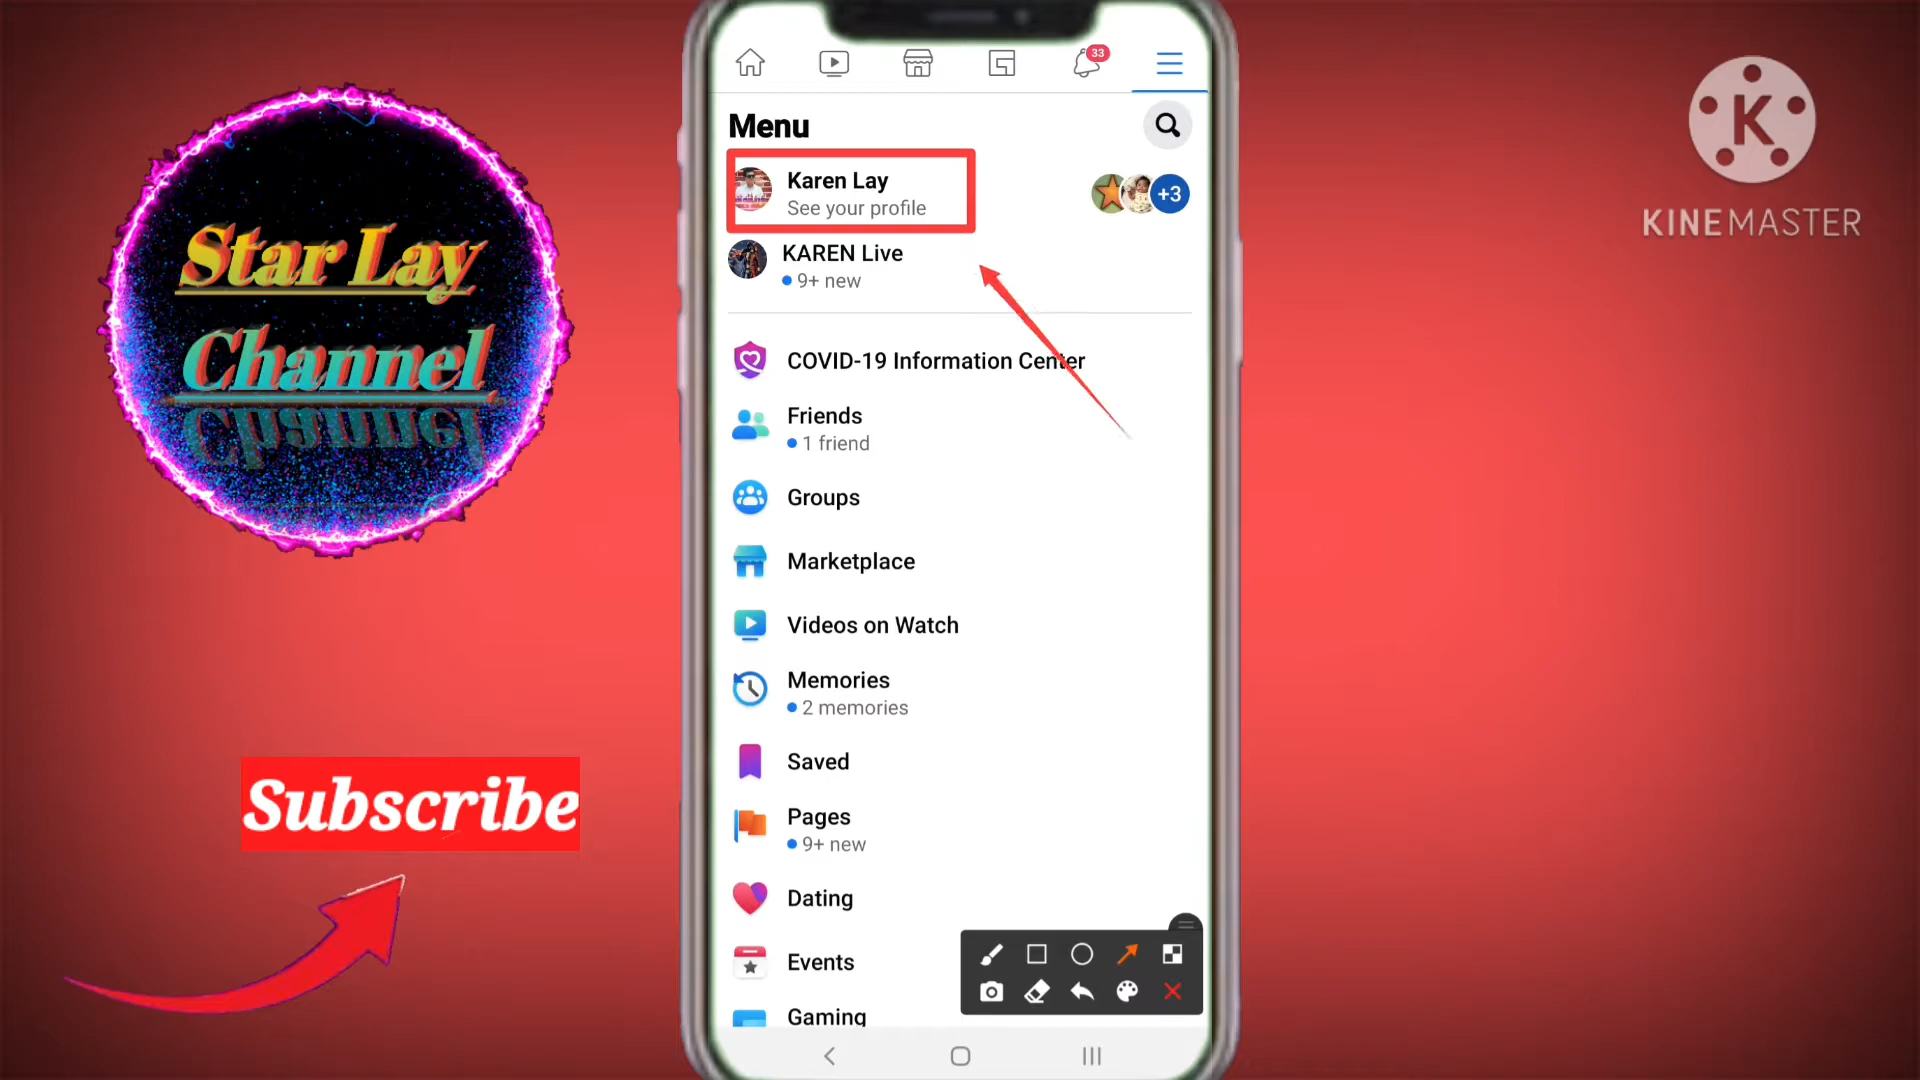 33
Menu
Karen Lay
See your profile
+3
KAREN Live
9+ new
COVID-19 Information Center
Friends
1 friend
Groups
Marketplace
Videos on Watch
Memories
2 memories
Saved
Pages
9+ new
Dating
Events
Gaming
Star Lay
Channel
Channel
Subscribe
K
KINEMASTER